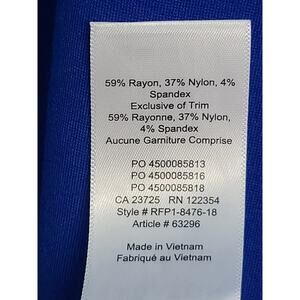 59% Rayon, 37% Nylon, 4%
Spandex
Exclusive of Trim
59% Rayonne, 37% Nylon,
4% Spandex
Aucune Garniture Comprise
PO 4500085813
PO 4500085816
PO 4500085818
CA 23725 RN 122354
Style # RFP1-8476-18
Article # 63296
Made in Vietnam
Fabriqué au Vietnam